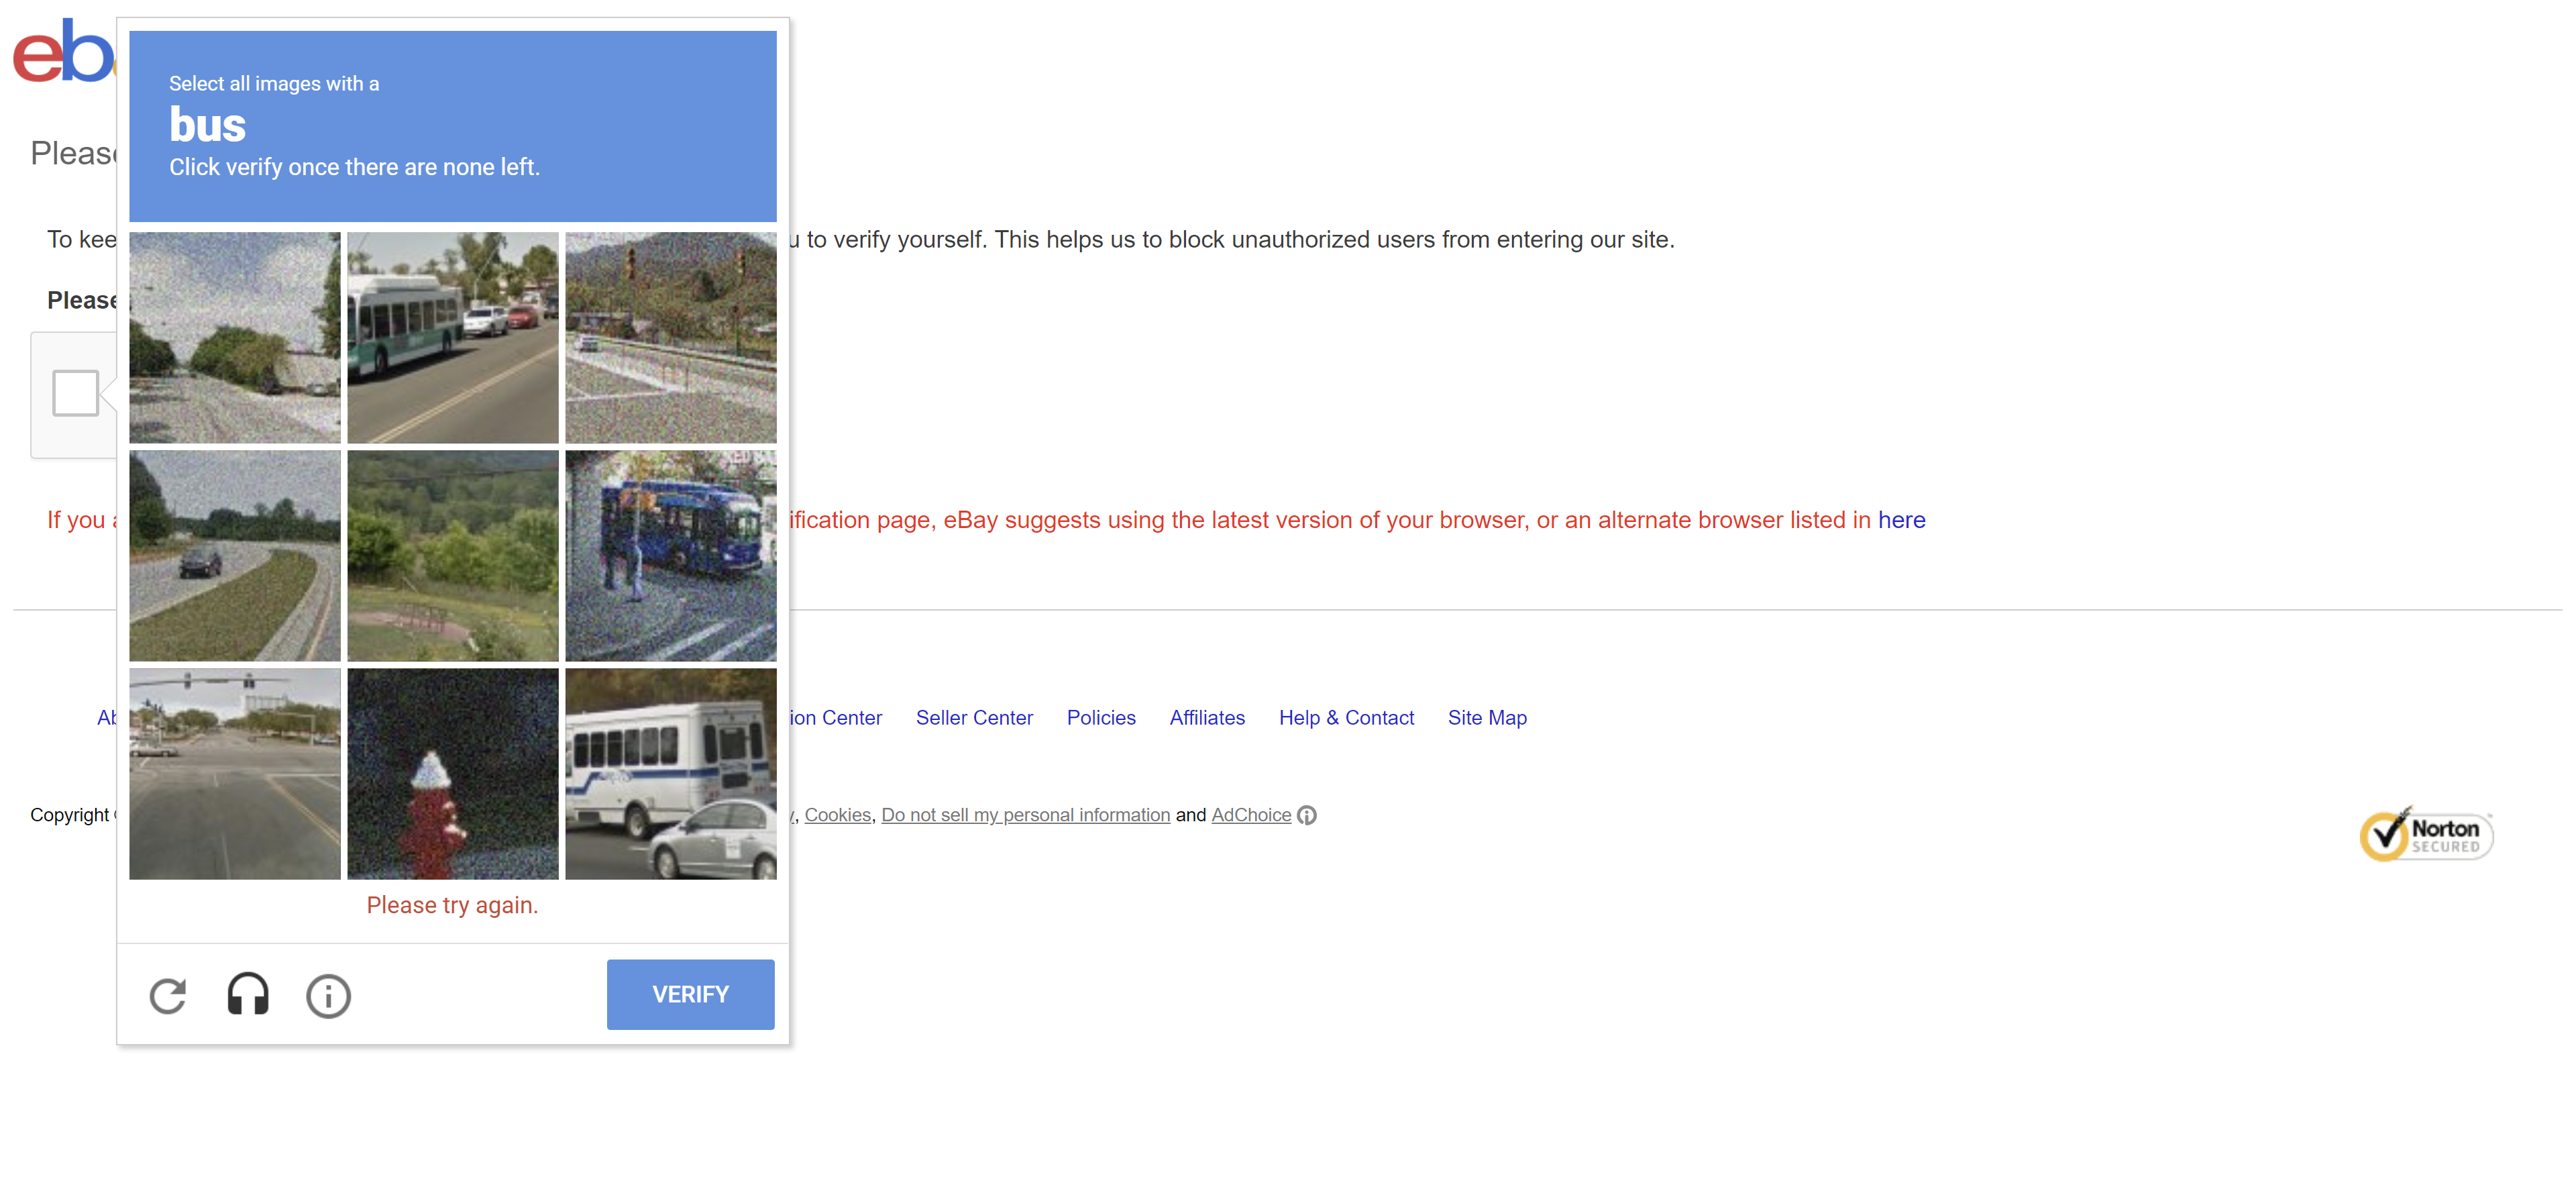 eb
Select all images with a
bus
Click verify once there are none left.
Please
To kee
u to verify yourself. This helps us to block unauthorized users from entering our site.
Please
If you
ification page, eBay suggests using the latest version of your browser, or an alternate browser listed in here
Ab
ion Center Seller Center Policies Affiliates Help & Contact Site Map
Copyright
, Cookies, Do not sell my personal information and AdChoice
Norton
SECURED
Please try again.
VERIFY